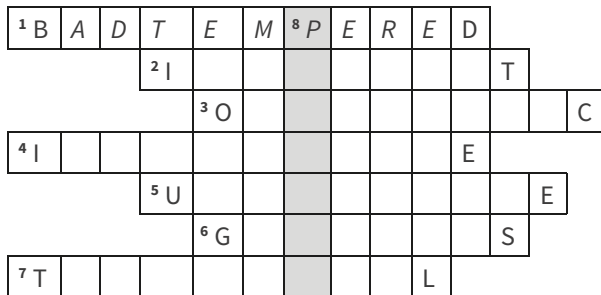 1 B A D T E M 8 P E R E D
2 I T
3 O C
4 I E
5 U E
6 G S
7 T L